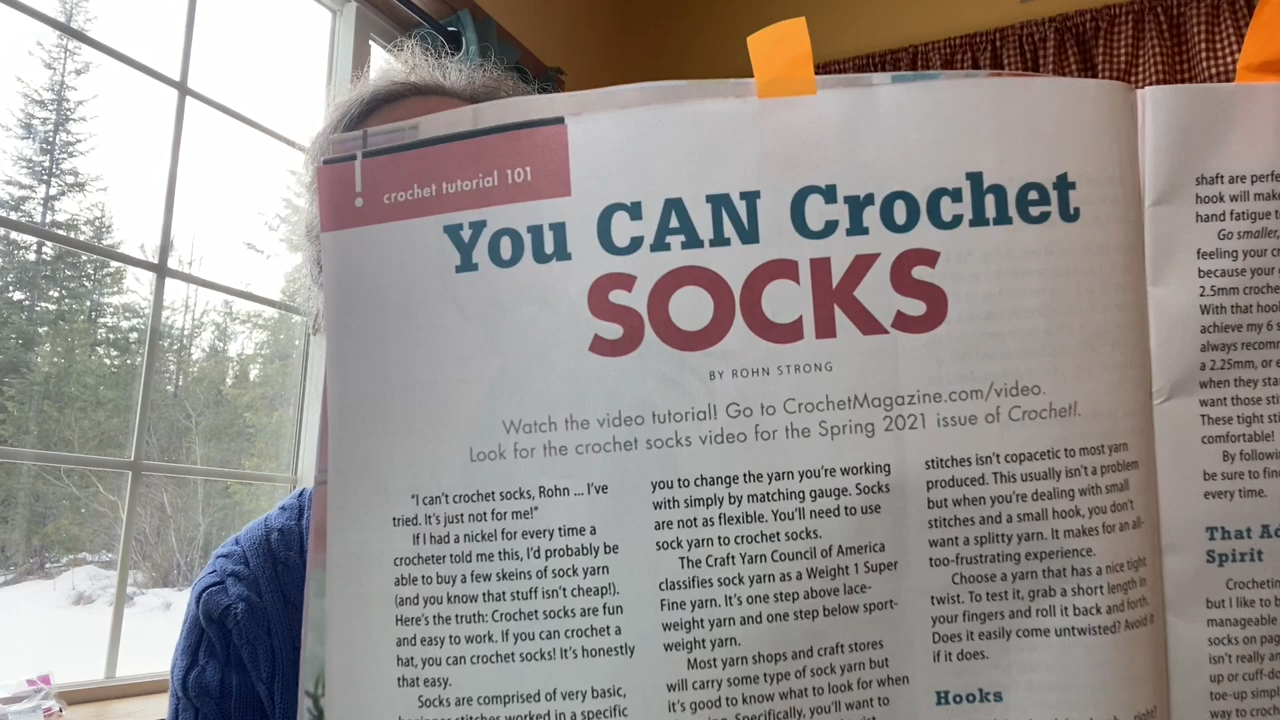 ! crochet tutorial 101
You CAN Crochet
SOCKS
BY ROHN STRONG
Watch the video tutorial! Go to CrochetMagazine.com/video.
Look for the crochet socks video for the Spring 2021 issue of Crochet!.
"I can't crochet socks, Rohn ... I've
tried. It's just not for me!"
If I had a nickel for every time a
crocheter told me this, I'd probably be
able to buy a few skeins of sock yarn
(and you know that stuff isn't cheap!).
Here's the truth: Crochet socks are fun
and easy to work. If you can crochet a
hat, you can crochet socks! It's honestly
that easy.
Socks are comprised of very basic,
stitches worked in a specific
you to change the yarn you're working
with simply by matching gauge. Socks
are not as flexible. You'll need to use
sock yarn to crochet socks.
The Craft Yarn Council of America
classifies sock yarn as a Weight 1 Super
Fine yarn. It's one step above lace-
weight yarn and one step below sport-
weight yarn.
Most yarn shops and craft stores
will carry some type of sock yarn but
it's good to know what to look for when
Specifically, you'll want to
stitches isn't copacetic to most yarn
produced. This usually isn't a problem
but when you're dealing with small
stitches and a small hook, you don't
want a splitty yarn. It makes for an all-
too-frustrating experience.
Choose a yarn that has a nice tight
twist. To test it, grab a short length in
your fingers and roll it back and forth.
Does it easily come untwisted? Avoid it
if it does.
Hooks
shaft are perfe
hook will make
hand fatigue t
Go smaller,
feeling your c
because your
2.5mm croche
With that hoo
achieve my 6 s
always recom
a 2.25mm, or e
when they sta
want those sti
These tight st
comfortable!
By followi
be sure to fin
every time.
That Ac
Spirit
Crochetin
but I like to b
manageable
socks on pag
isn't really an
up or cuff-do
toe-up simp
way to croch